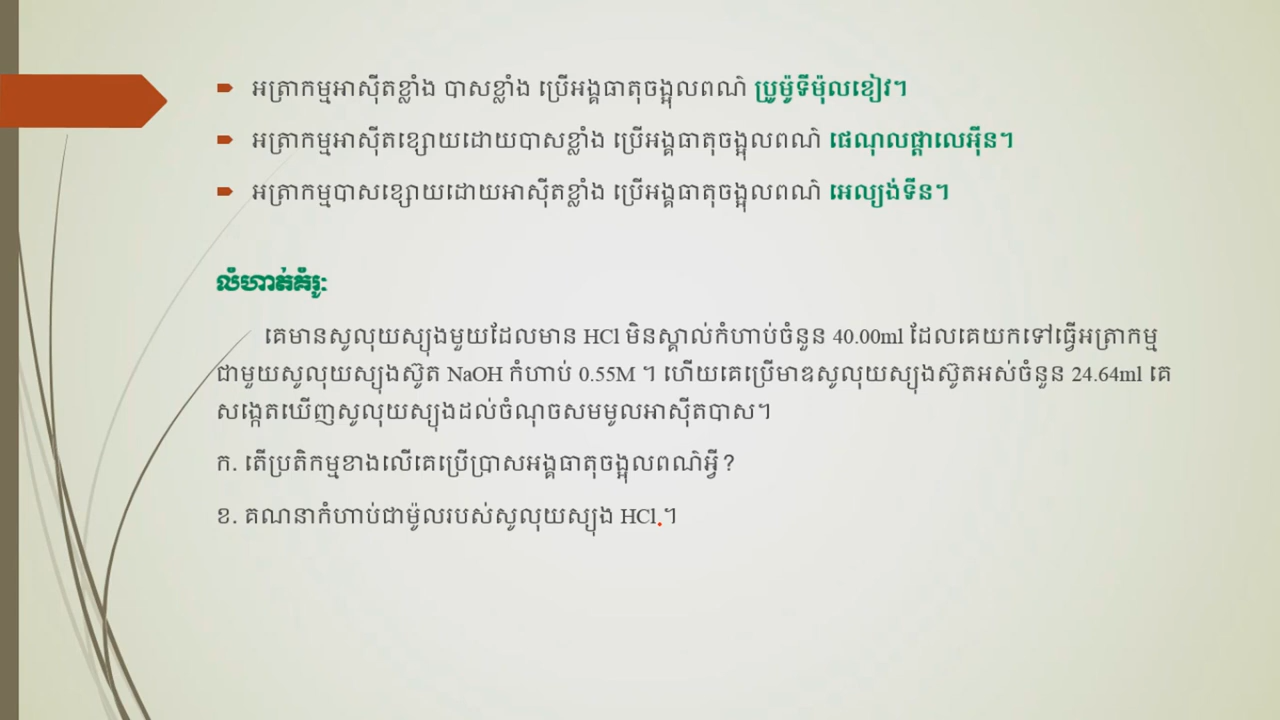 អត្រាកម្មអាស៊ីតខ្លាំង បាសខ្លាំង ប្រើអង្គធាតុចង្អុលពណ៌ ប្រូម៉ូទីម៉ុលខៀវ។
អត្រាកម្មអាស៊ីតខ្សោយដោយបាសខ្លាំង ប្រើអង្គធាតុចង្អុលពណ៌ ផេណុលផ្តាលេអ៊ីន។
អត្រាកម្មបាសខ្សោយដោយអាស៊ីតខ្លាំង ប្រើអង្គធាតុចង្អុលពណ៌ អេល្យង់ទីន។
លំហាត់គំរូ:
គេមានសូលុយស្យុងមួយដែលមាន HCl មិនស្គាល់កំហាប់ចំនួន 40.00ml ដែលគេយកទៅធ្វើអត្រាកម្ម
ជាមួយសូលុយស្យុងស៊ូត NaOH កំហាប់ 0.55M ។ ហើយគេប្រើមាឌសូលុយស្យុងស៊ូតអស់ចំនួន 24.64ml គេ
សង្កេតឃើញសូលុយស្យុងដល់ចំណុចសមមូលអាស៊ីតបាស។
ក. តើប្រតិកម្មខាងលើគេប្រើប្រាសអង្គធាតុចង្អុលពណ៌អ្វី?
ខ. គណនាកំហាប់ជាម៉ូលរបស់សូលុយស្យុង HCl.។